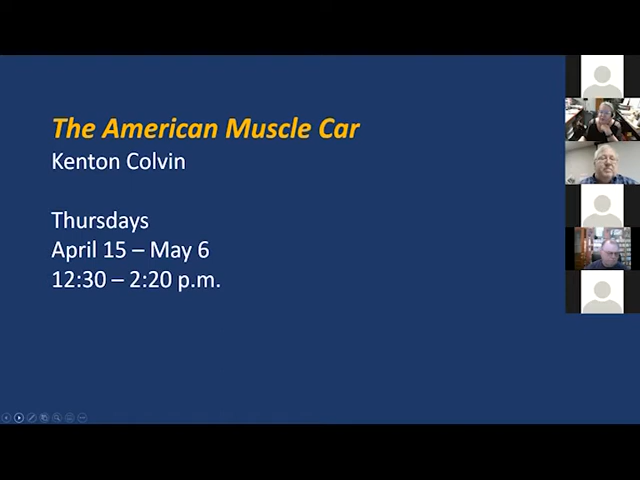 The American Muscle Car
Kenton Colvin
Thursdays
April 15 – May 6
12:30 – 2:20 p.m.